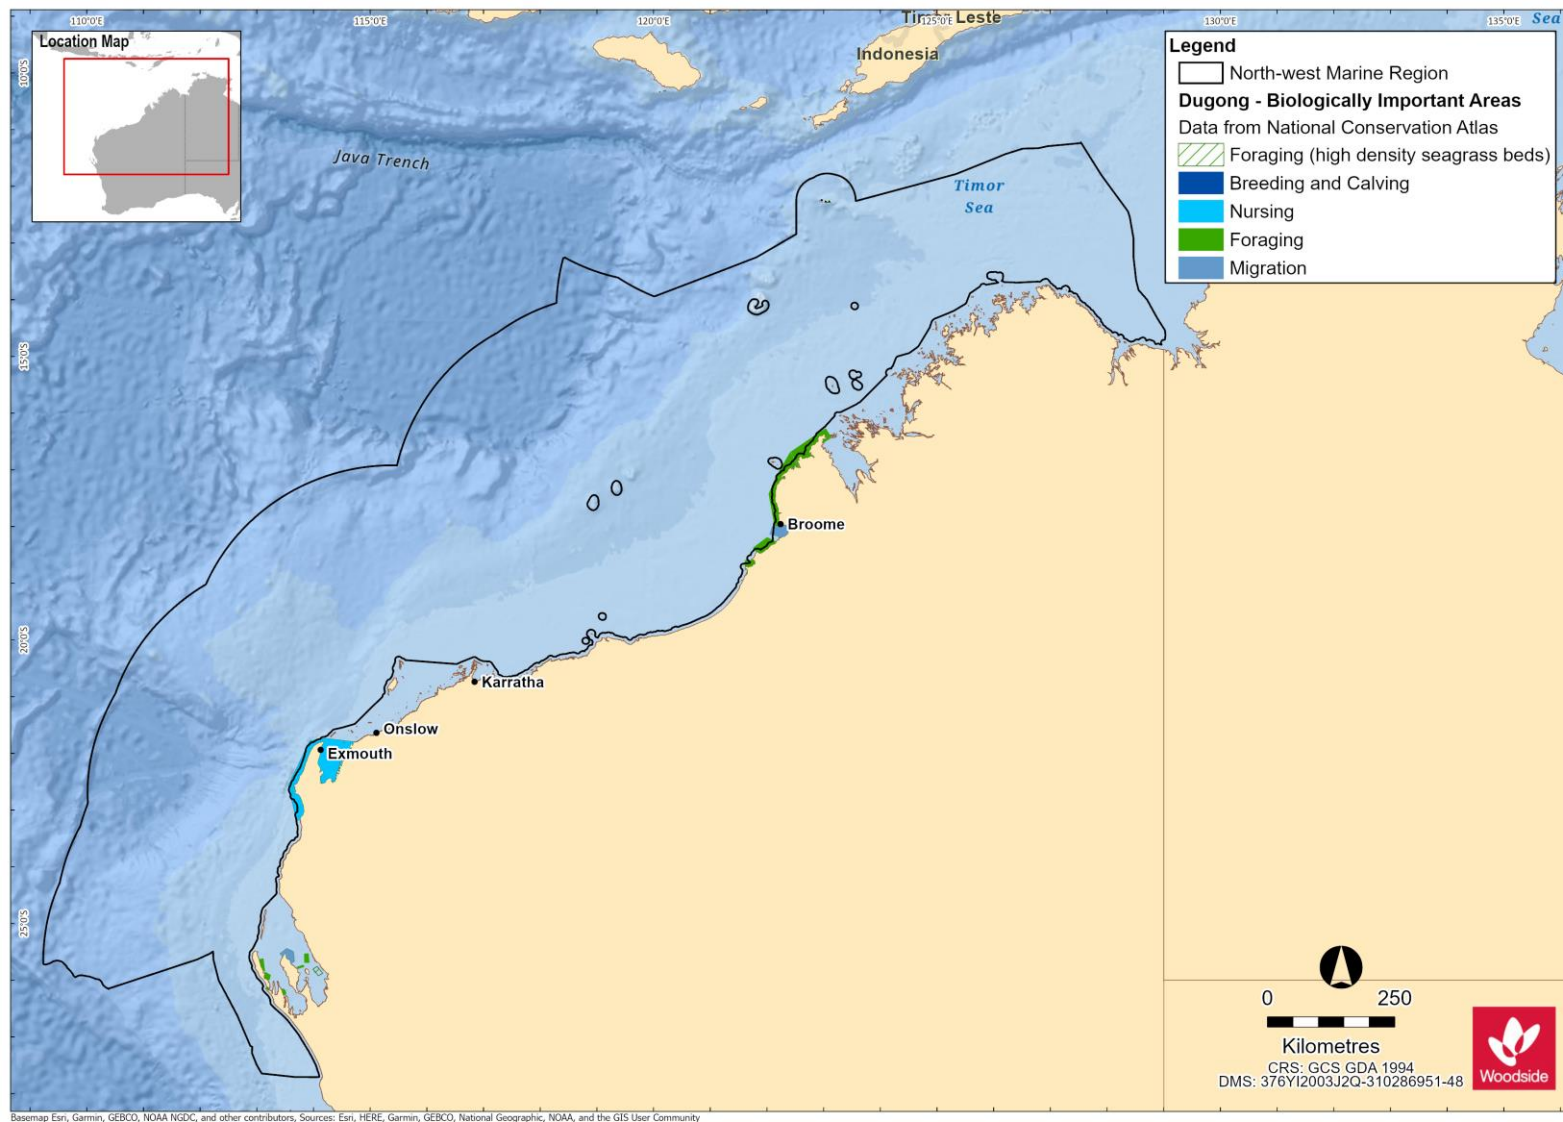 110°0'E
115°0'E
120°0'E
125°0'E
130°0'E
135°0'E
Timor Leste
Sea
Location Map
Indonesia
Legend
North-west Marine Region
Dugong - Biologically Important Areas
Data from National Conservation Atlas
Foraging (high density seagrass beds)
Breeding and Calving
Nursing
Foraging
Migration
10°0'S
Java Trench
Timor
Sea
15°0'S
Broome
20°0'S
Karratha
Onslow
Exmouth
25°0'S
0 250
Kilometres
CRS: GCS GDA 1994
DMS: 376YI2003J2Q-310286951-48
Woodside
Basemap Esri, Garmin, GEBCO, NOAA NGDC, and other contributors, Sources: Esri, HERE, Garmin, GEBCO, National Geographic, NOAA, and the GIS User Community